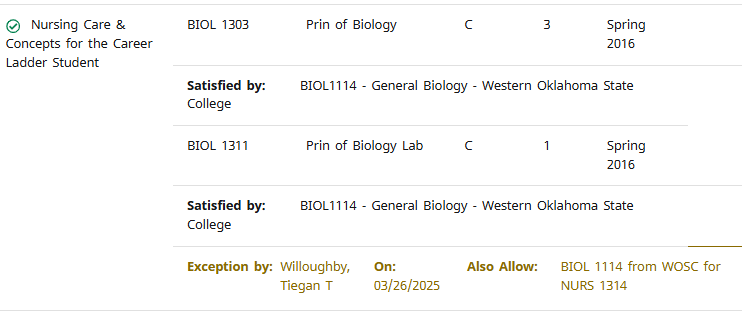 Nursing Care & BIOL 1303 Prin of Biology C 3 Spring
Concepts for the Career 2016
Ladder Student
Satisfied by: BIOL1114 - General Biology - Western Oklahoma State
College
BIOL 1311 Prin of Biology Lab C 1 Spring
2016
Satisfied by: BIOL1114 - General Biology - Western Oklahoma State
College
Exception by: Willoughby, On: Also Allow: BIOL 1114 from WOSC for
Tiegan T 03/26/2025 NURS 1314